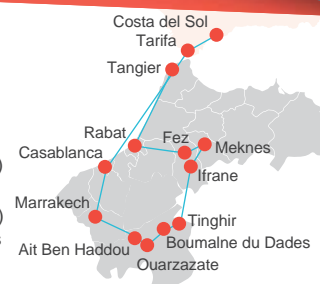 Costa del Sol
Tarifa
Tangier
Rabat
Fez
Meknes
Casablanca
)
Ifrane
Marrakech
)
s
Tinghir
Boumalne du Dades
Ait Ben Haddou
Ouarzazate